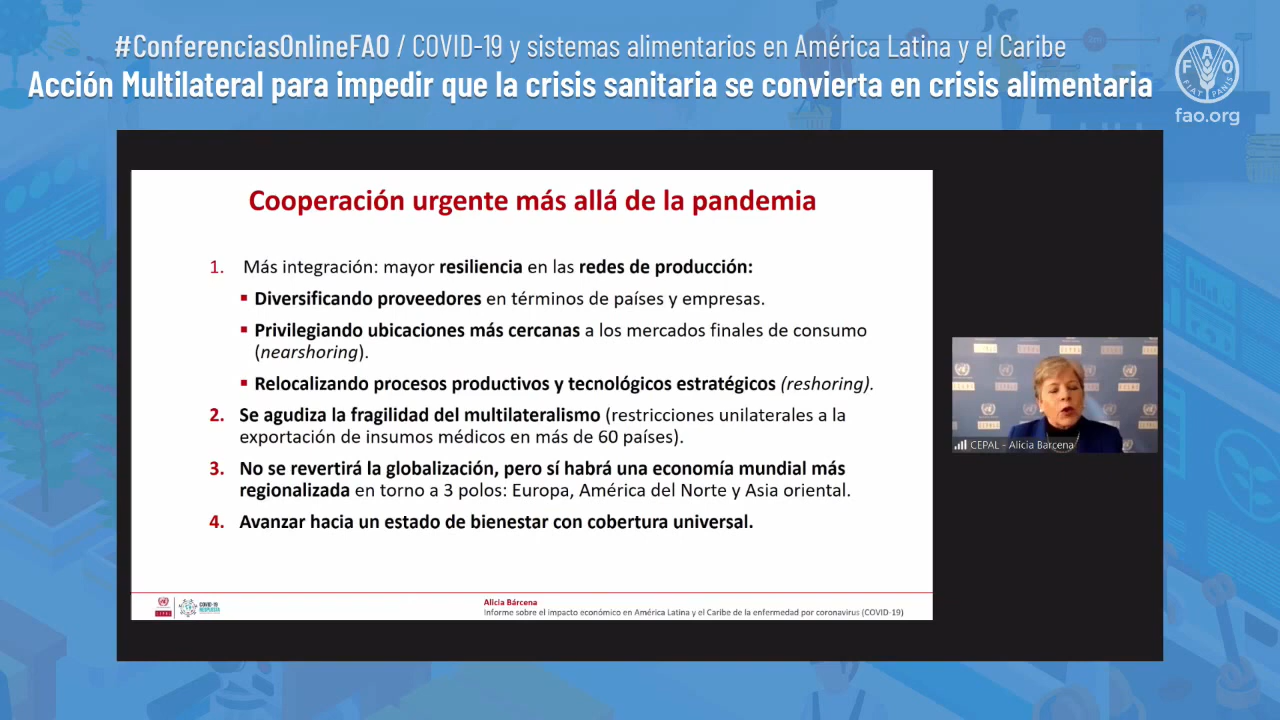 #ConferenciasOnlineFAO / COVID-19 y sistemas alimentarios en América Latina y el Caribe
Acción Multilateral para impedir que la crisis sanitaria se convierta en crisis alimentaria
FAO
FIAT PANIS
fao.org
Cooperación urgente más allá de la pandemia
1. Más integración: mayor resiliencia en las redes de producción:
▪ Diversificando proveedores en términos de países y empresas.
▪ Privilegiando ubicaciones más cercanas a los mercados finales de consumo
(nearshoring).
▪ Relocalizando procesos productivos y tecnológicos estratégicos (reshoring).
2. Se agudiza la fragilidad del multilateralismo (restricciones unilaterales a la
exportación de insumos médicos en más de 60 países).
3. No se revertirá la globalización, pero sí habrá una economía mundial más
regionalizada en torno a 3 polos: Europa, América del Norte y Asia oriental.
4. Avanzar hacia un estado de bienestar con cobertura universal.
CEPAL - Alicia Bárcena
CEPAL
COVID-19
RESPUESTA
Alicia Bárcena
Informe sobre el impacto económico en América Latina y el Caribe de la enfermedad por coronavirus (COVID-19)